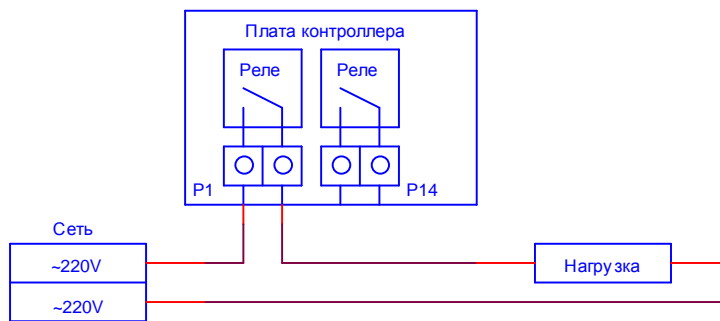 Плата контроллера
Реле Реле
P1 P14
Сеть
~220V
Нагрузка
~220V